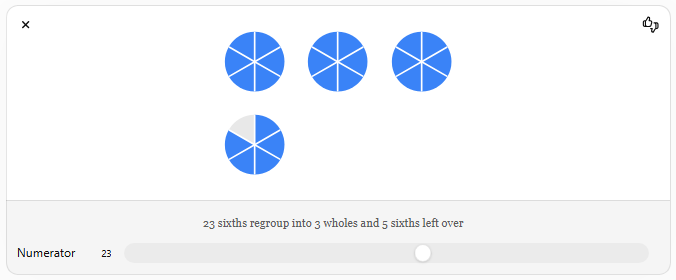 23 sixths regroup into 3 wholes and 5 sixths left over
Numerator 23